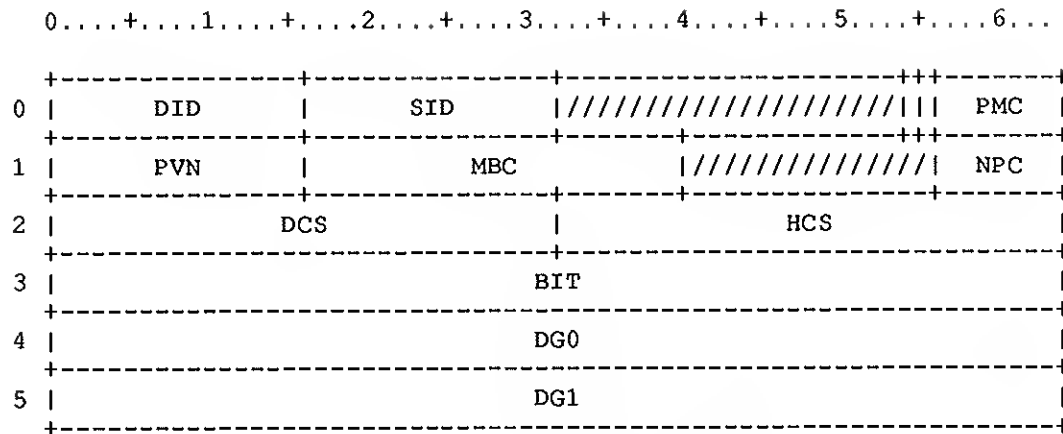 0....+....1....+....2....+....3....+....4....+....5....+....6...
+---------------+---------------+---------------------+++-------+
0 | DID | SID |/////////////////////||| PMC |
+---------------+---------------+-------+-------------+++-------+
1 | PVN | MBC |///////////////| NPC |
+---------------+-----------------------+---------------+-------+
2 | DCS | HCS |
+-------------------------------+-------------------------------+
3 | BIT |
+---------------------------------------------------------------+
4 | DG0 |
+---------------------------------------------------------------+
5 | DG1 |
+---------------------------------------------------------------+